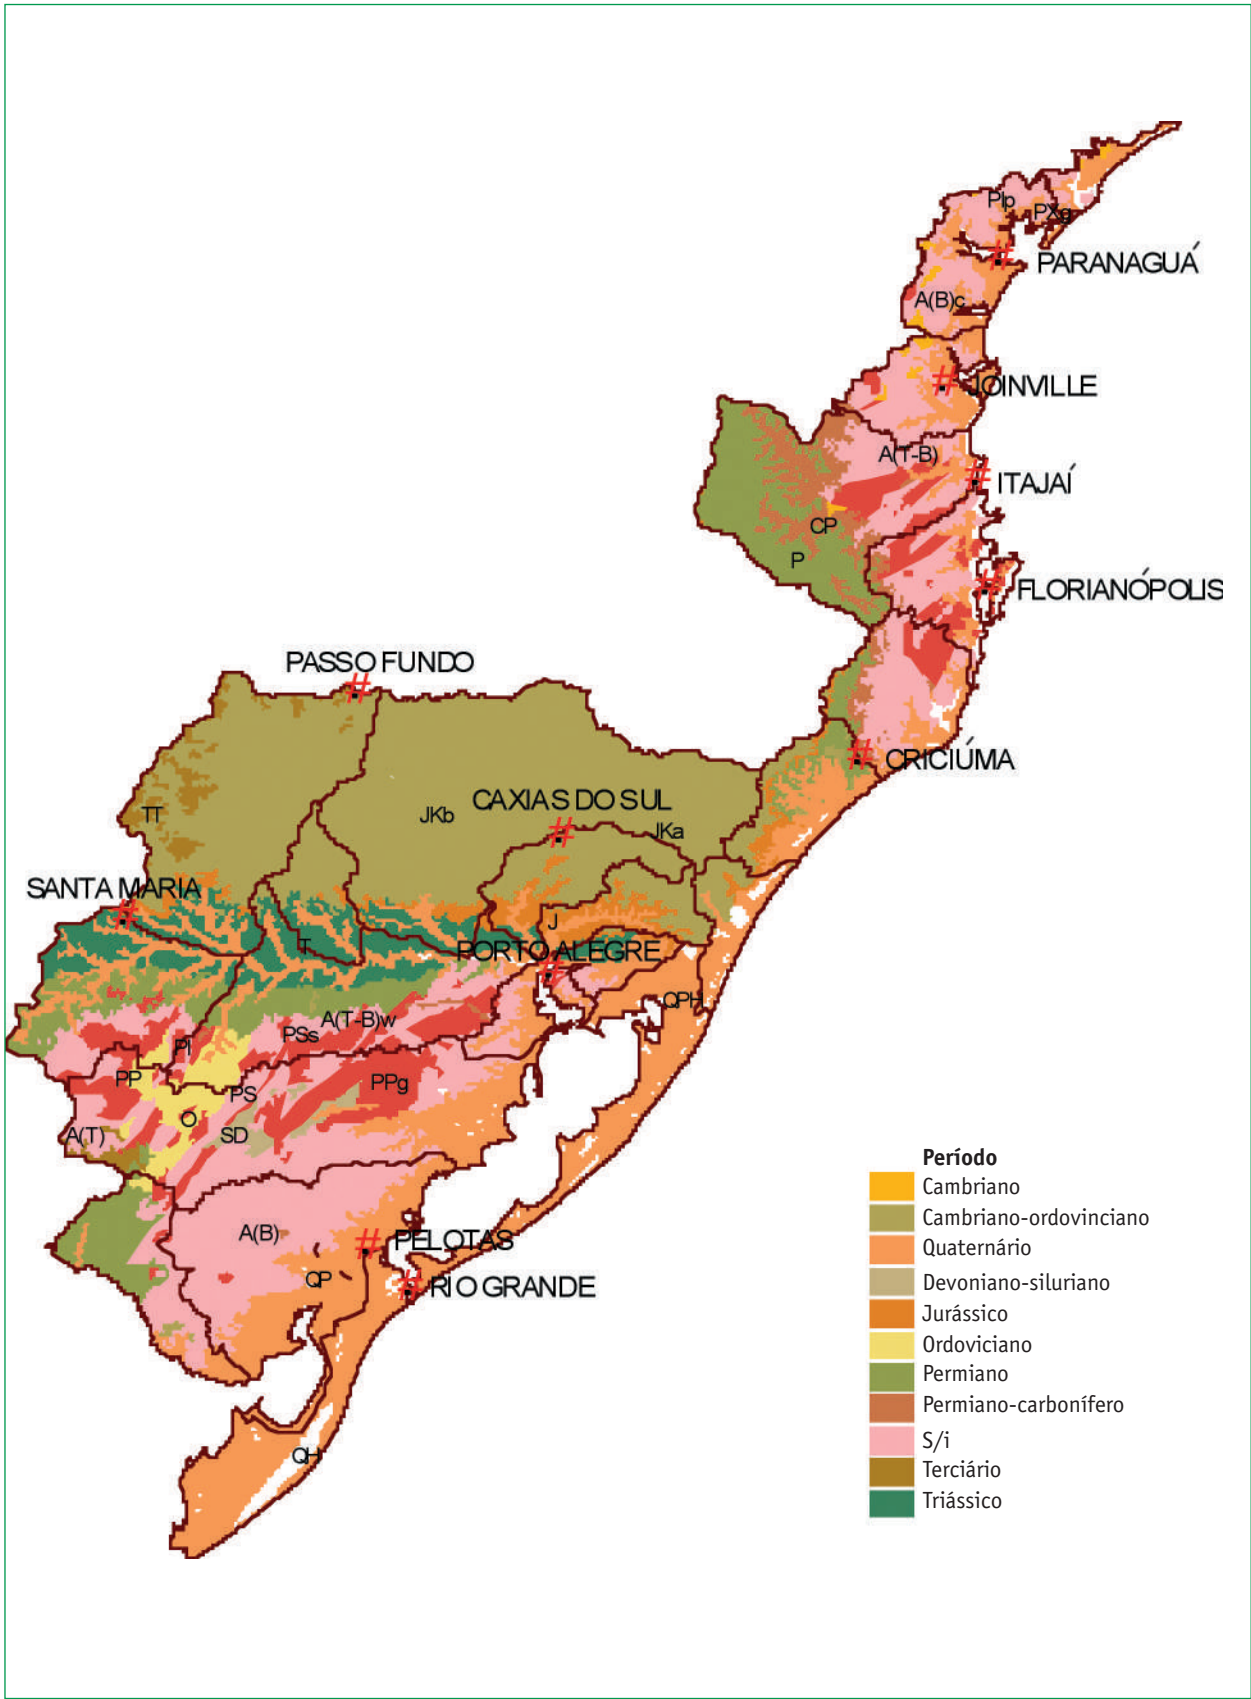 PIp
PXg
PARANAGUÁ
A(B)c
JOINVILLE
A(T-B)
ITAJAÍ
CP
P
FLORIANÓPOLIS
PASSO FUNDO
CRICIÚMA
CAXIAS DO SUL
TT
JKb
JKa
SANTA MARIA
J
T
PORTO ALEGRE
QPH
A(T-B)w
PSs
PI
PP
PPg
PS
O
SD
A(T)
A(B)
PELOTAS
QP
RIO GRANDE
QH
Período
Cambriano
Cambriano-ordovinciano
Quaternário
Devoniano-siluriano
Jurássico
Ordoviciano
Permiano
Permiano-carbonífero
S/i
Terciário
Triássico